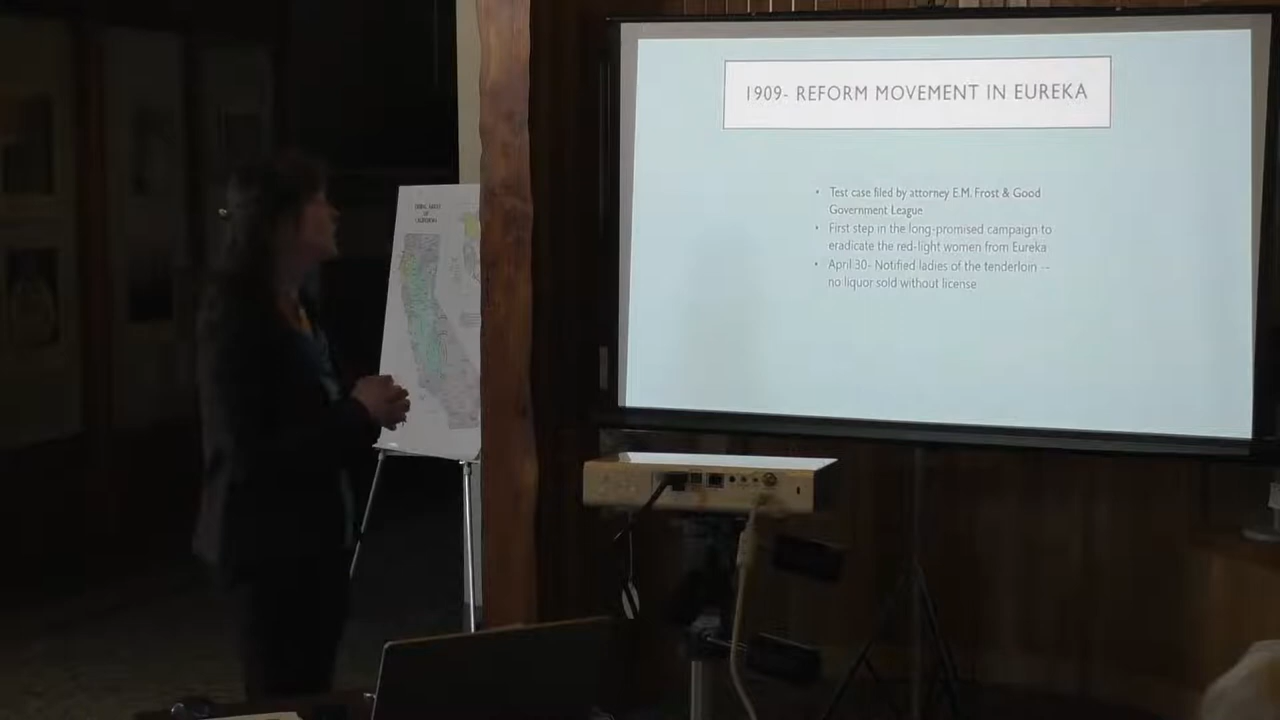 1909- REFORM MOVEMENT IN EUREKA
• Test case filed by attorney E.M. Frost & Good
Government League
• First step in the long-promised campaign to
eradicate the red-light women from Eureka
• April 30- Notified ladies of the tenderloin --
no liquor sold without license
OF
CALIFORNIA